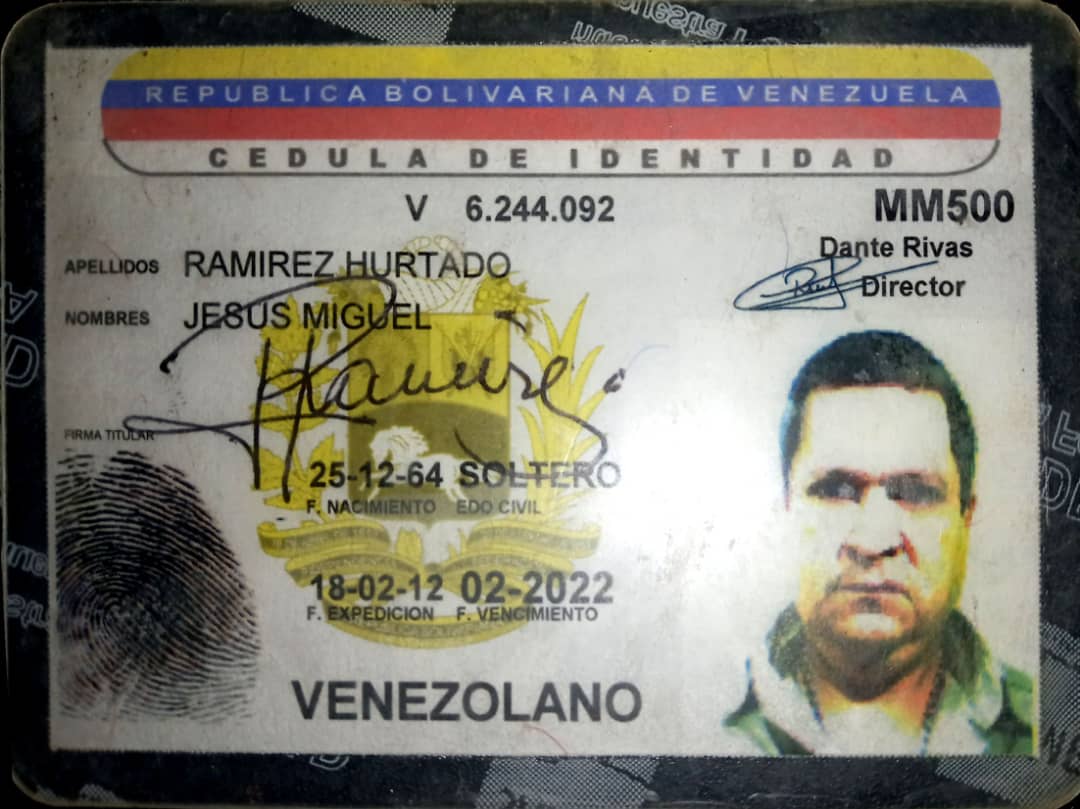 REPUBLICA BOLIVARIANA DE VENEZUELA
CEDULA DE IDENTIDAD
V 6.244.092
MM500
Dante Rivas
Director
APELLIDOS RAMIREZ HURTADO
NOMBRES JESUS MIGUEL
Ramirez
FIRMA TITULAR
25-12-64 SOLTERO
F. NACIMIENTO EDO CIVIL
18-02-12 02-2022
F. EXPEDICION F. VENCIMIENTO
VENEZOLANO